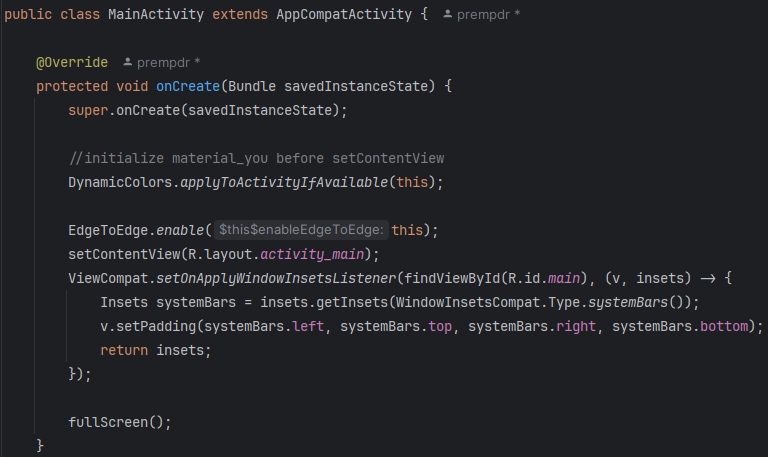 public class MainActivity extends AppCompatActivity { prempdr *
@Override prempdr *
protected void onCreate(Bundle savedInstanceState) {
super.onCreate(savedInstanceState);
//initialize material_you before setContentView
DynamicColors.applyToActivityIfAvailable(this);
EdgeToEdge.enable( $this$enableEdgeToEdge: this);
setContentView(R.layout.activity_main);
ViewCompat.setOnApplyWindowInsetsListener(findViewById(R.id.main), (v, insets) -> {
Insets systemBars = insets.getInsets(WindowInsetsCompat.Type.systemBars());
v.setPadding(systemBars.left, systemBars.top, systemBars.right, systemBars.bottom);
return insets;
});
fullScreen();
}